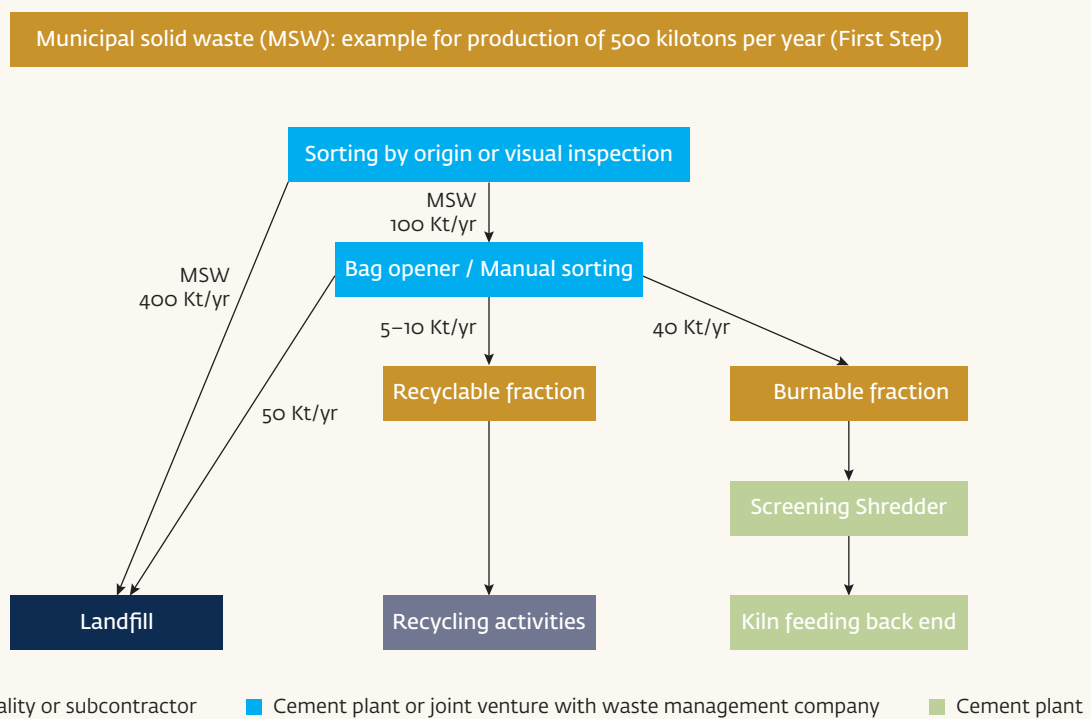 Municipal solid waste (MSW): example for production of 500 kilotons per year (First Step)
Sorting by origin or visual inspection
MSW
100 Kt/yr
MSW
400 Kt/yr
Bag opener / Manual sorting
5–10 Kt/yr
40 Kt/yr
Recyclable fraction
Burnable fraction
50 Kt/yr
Screening Shredder
Landfill
Recycling activities
Kiln feeding back end
or subcontractor
Cement plant or joint venture with waste management company
Cement plant